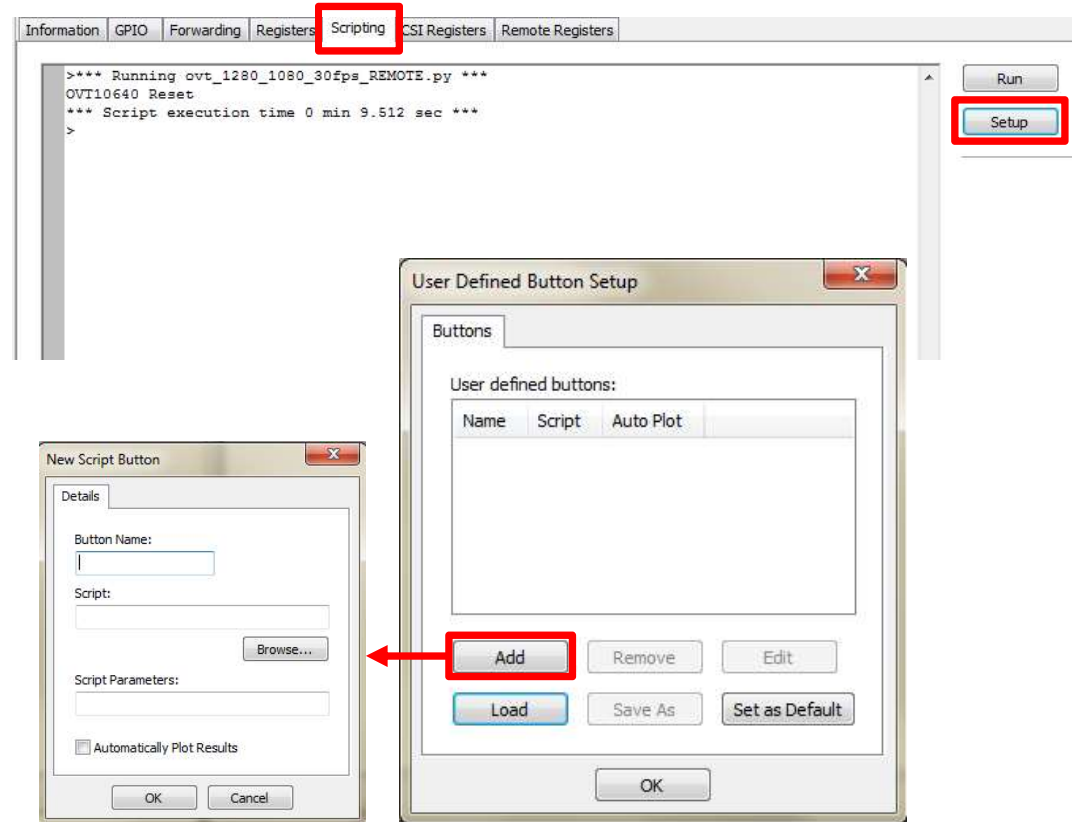 Information GPIO Forwarding Registers Scripting CSI Registers Remote Registers
>*** Running ovt_1280_1080_30fps_REMOTE.py ***
OVT10640 Reset
*** Script execution time 0 min 9.512 sec ***
>
Run
Setup
User Defined Button Setup
Buttons
User defined buttons:
Name Script Auto Plot
Add Remove Edit
Load Save As Set as Default
OK
New Script Button
Details
Button Name:
Script:
Browse...
Script Parameters:
Automatically Plot Results
OK Cancel